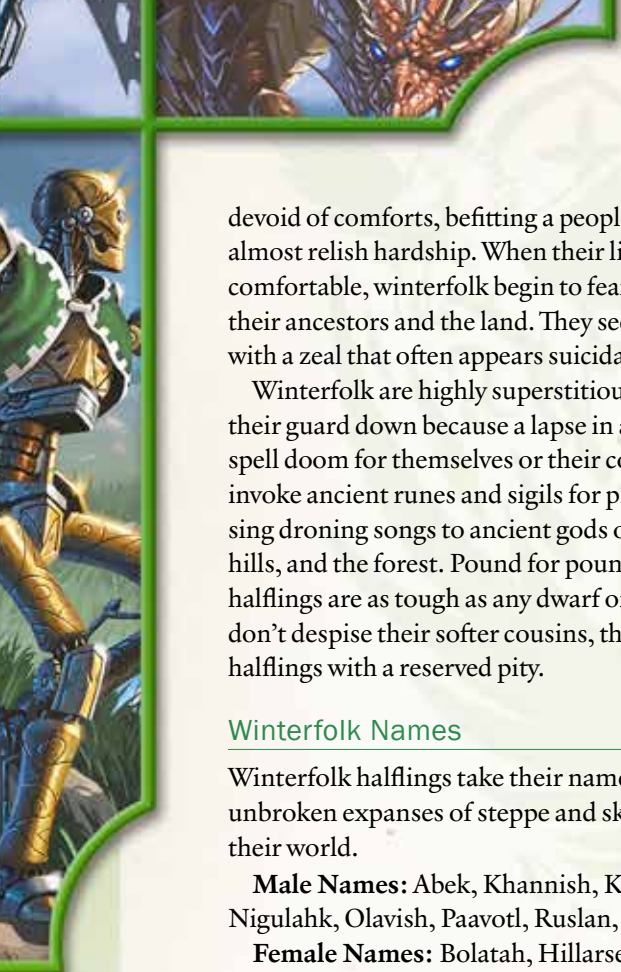 devoid of comforts, befitting a peopl
almost relish hardship. When their li
comfortable, winterfolk begin to fear
their ancestors and the land. They see
with a zeal that often appears suicida
Winterfolk are highly superstitiou
their guard down because a lapse in a
spell doom for themselves or their co
invoke ancient runes and sigils for p
sing droning songs to ancient gods o
hills, and the forest. Pound for poun
halflings are as tough as any dwarf o
don’t despise their softer cousins, th
halflings with a reserved pity.
Winterfolk Names
Winterfolk halflings take their name
unbroken expanses of steppe and sk
their world.
Male Names: Abek, Khannish, K
Nigulahk, Olavish, Paavotl, Ruslan,
Female Names: Bolatah, Hillarse